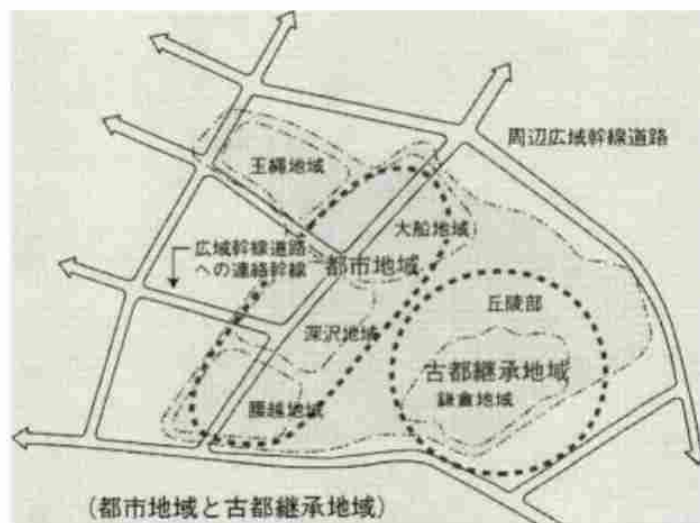 周辺広域幹線道路
玉縄地域
大船地域
広域幹線道路
への連絡幹線
都市地域
丘陵部
深沢地域
古都継承地域
鎌倉地域
腰越地域
(都市地域と古都継承地域)